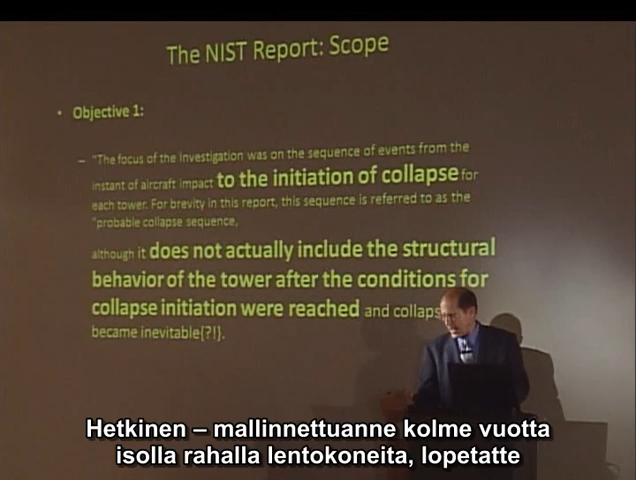 The NIST Report: Scope
• Objective 1:
– "The focus of the Investigation was on the sequence of events from the
instant of aircraft impact to the initiation of collapse for
each tower. For brevity in this report, this sequence is referred to as the
"probable collapse sequence,
although it does not actually include the structural
behavior of the tower after the conditions for
collapse initiation were reached and collaps
became inevitable(?!).
Hetkinen – mallinnettuanne kolme vuotta
isolla rahalla lentokoneita, lopetatte